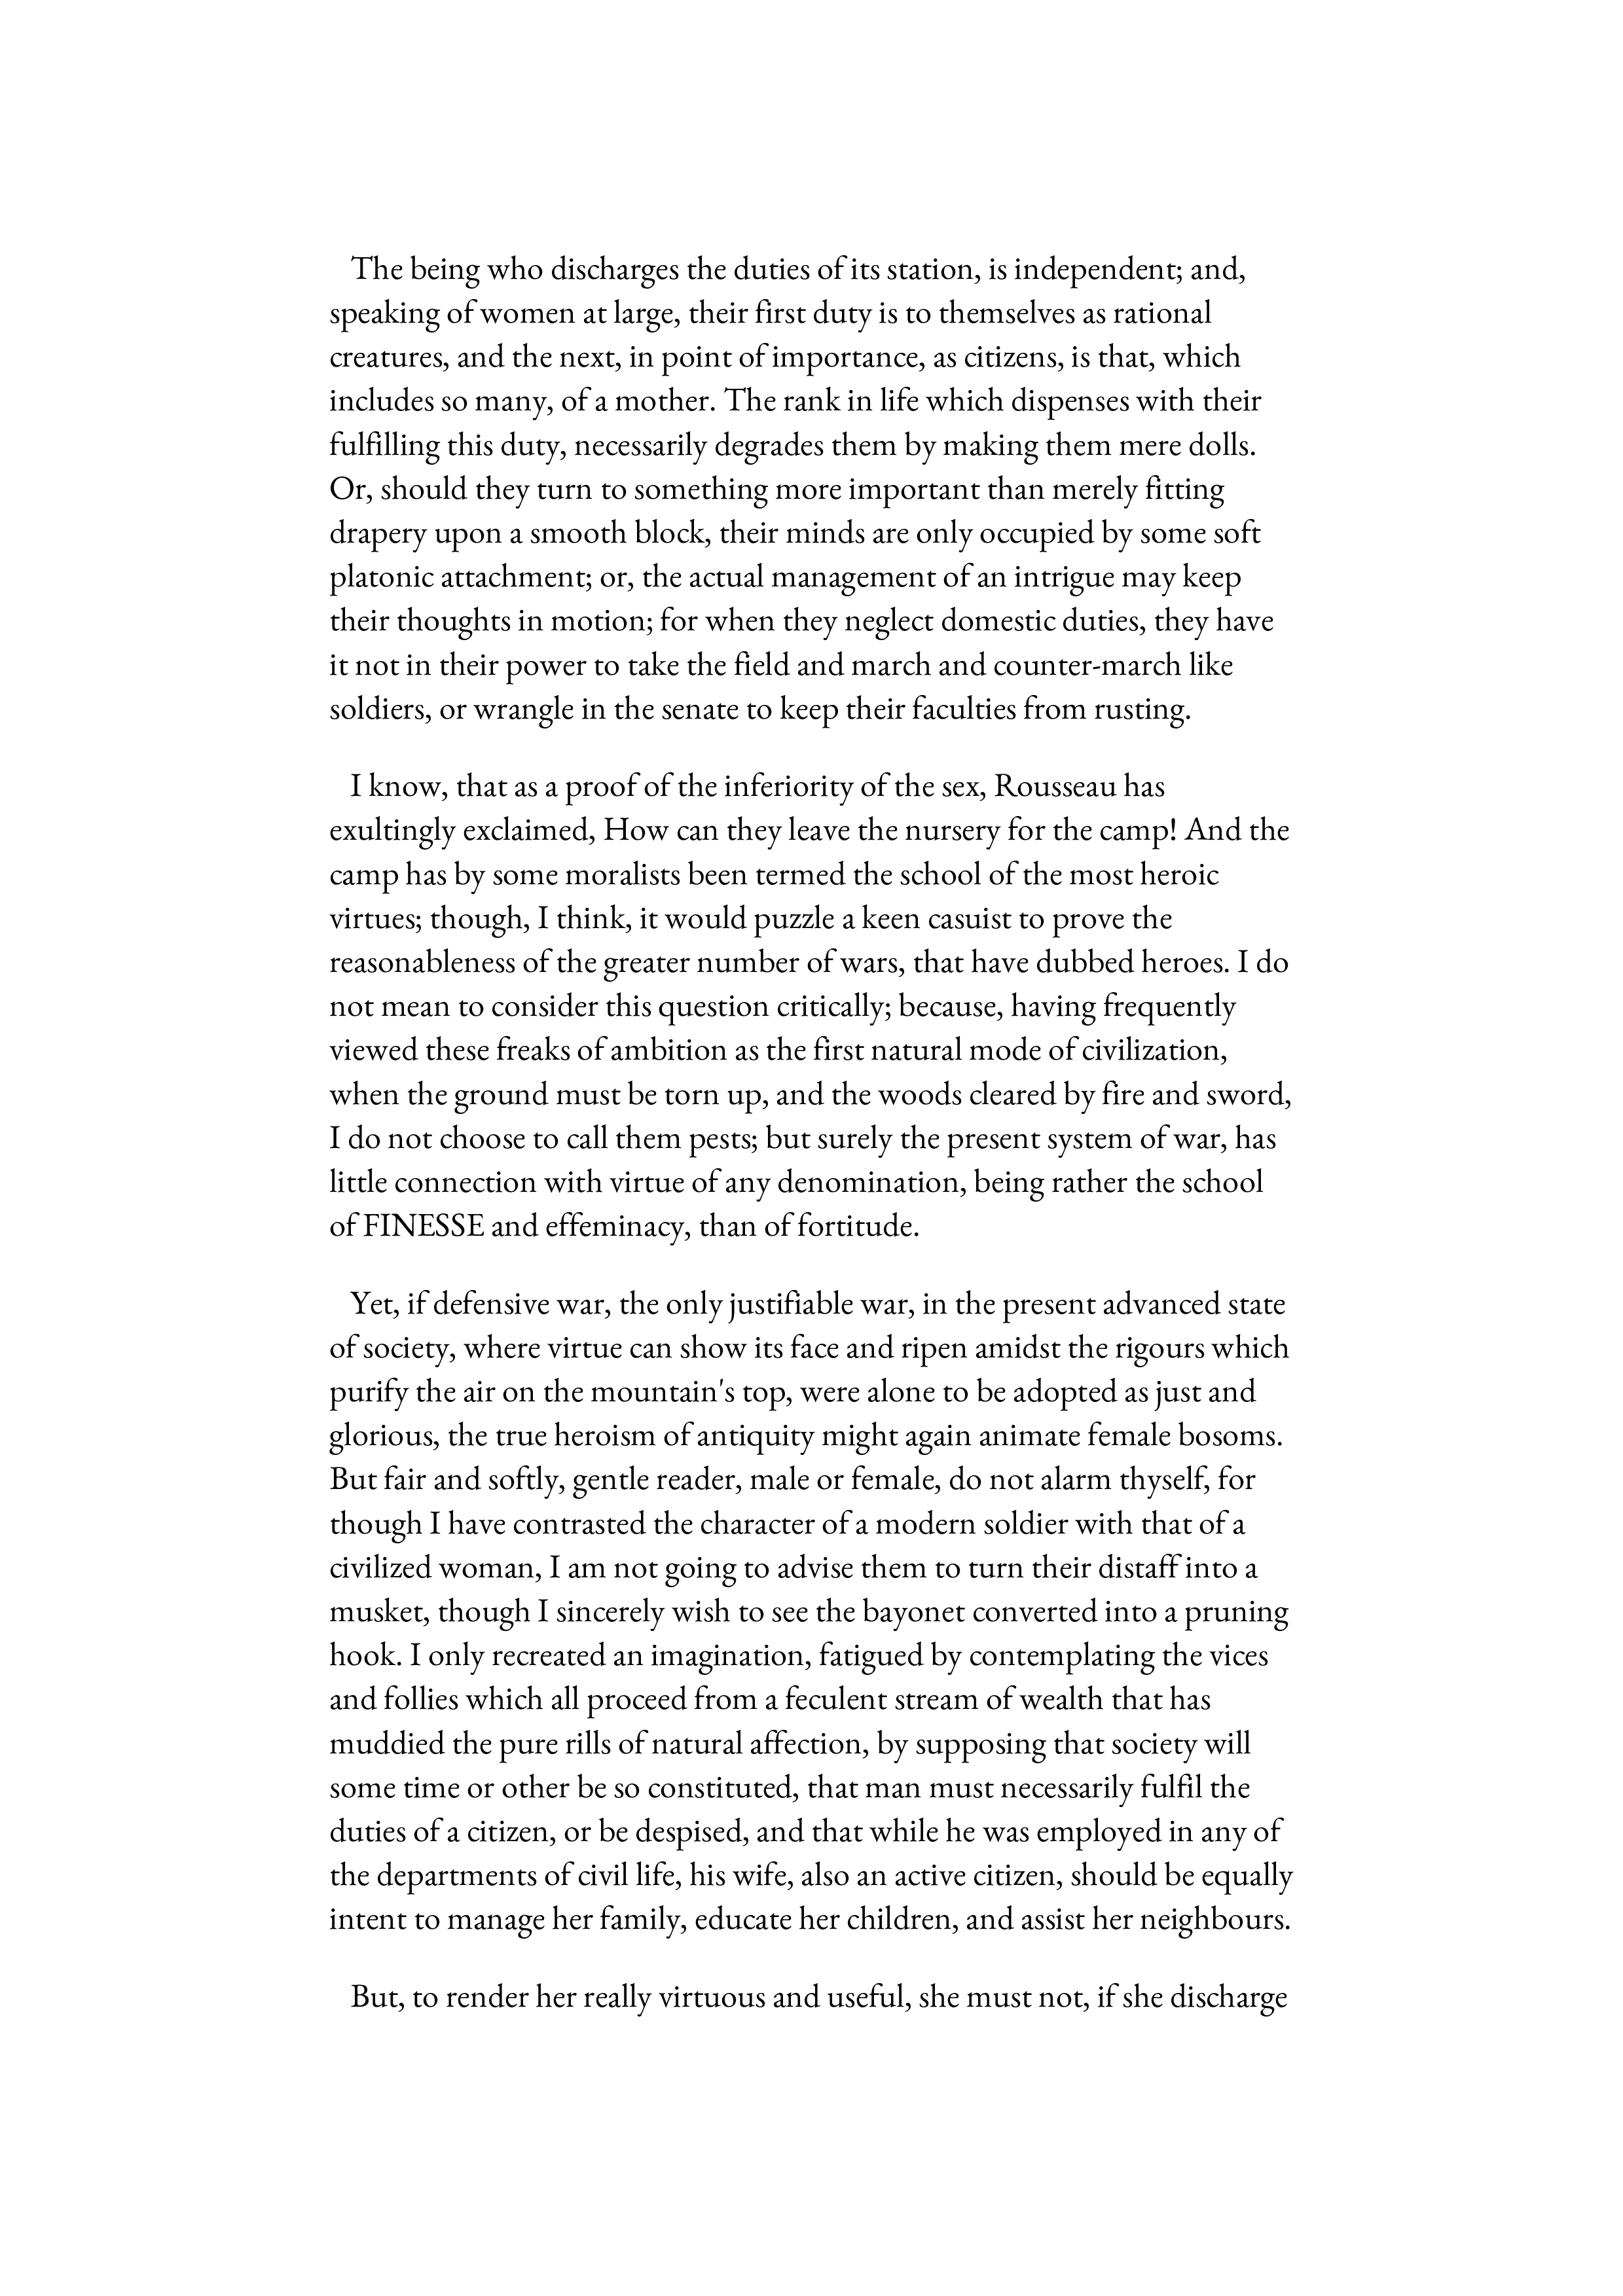 The being who discharges the duties of its station, is independent; and,
speaking of women at large, their first duty is to themselves as rational
creatures, and the next, in point of importance, as citizens, is that, which
includes so many, of a mother. The rank in life which dispenses with their
fulfilling this duty, necessarily degrades them by making them mere dolls.
Or, should they turn to something more important than merely fitting
drapery upon a smooth block, their minds are only occupied by some soft
platonic attachment; or, the actual management of an intrigue may keep
their thoughts in motion; for when they neglect domestic duties, they have
it not in their power to take the field and march and counter-march like
soldiers, or wrangle in the senate to keep their faculties from rusting.
I know, that as a proof of the inferiority of the sex, Rousseau has
exultingly exclaimed, How can they leave the nursery for the camp! And the
camp has by some moralists been termed the school of the most heroic
virtues; though, I think, it would puzzle a keen casuist to prove the
reasonableness of the greater number of wars, that have dubbed heroes. I do
not mean to consider this question critically; because, having frequently
viewed these freaks of ambition as the first natural mode of civilization,
when the ground must be torn up, and the woods cleared by fire and sword,
I do not choose to call them pests; but surely the present system of war, has
little connection with virtue of any denomination, being rather the school
of FINESSE and effeminacy, than of fortitude.
Yet, if defensive war, the only justifiable war, in the present advanced state
of society, where virtue can show its face and ripen amidst the rigours which
purify the air on the mountain's top, were alone to be adopted as just and
glorious, the true heroism of antiquity might again animate female bosoms.
But fair and softly, gentle reader, male or female, do not alarm thyself, for
though I have contrasted the character of a modern soldier with that of a
civilized woman, I am not going to advise them to turn their distaff into a
musket, though I sincerely wish to see the bayonet converted into a pruning
hook. I only recreated an imagination, fatigued by contemplating the vices
and follies which all proceed from a feculent stream of wealth that has
muddied the pure rills of natural affection, by supposing that society will
some time or other be so constituted, that man must necessarily fulfil the
duties of a citizen, or be despised, and that while he was employed in any of
the departments of civil life, his wife, also an active citizen, should be equally
intent to manage her family, educate her children, and assist her neighbours.
But, to render her really virtuous and useful, she must not, if she discharge